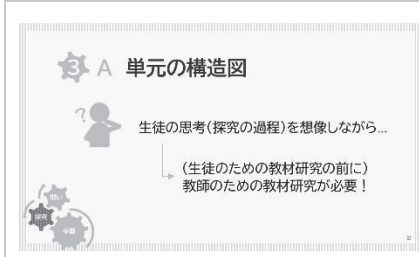 3 A 単元の構造図
?
生徒の思考(探究の過程)を想像しながら...
(生徒のための教材研究の前に)
教師のための教材研究が必要!
問い
探究